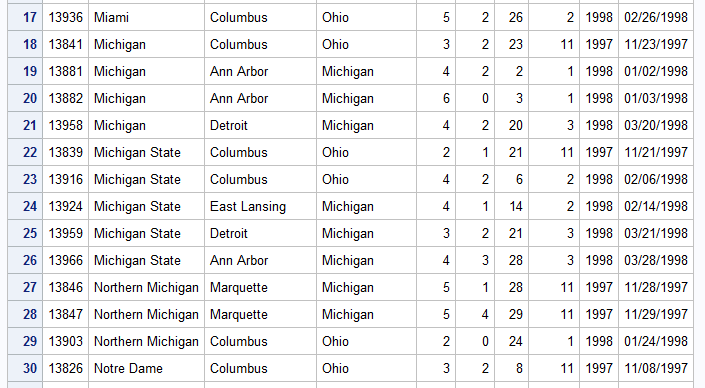 17 13936 Miami Columbus Ohio 5 2 26 2 1998 02/26/1998
18 13841 Michigan Columbus Ohio 3 2 23 11 1997 11/23/1997
19 13881 Michigan Ann Arbor Michigan 4 2 2 1 1998 01/02/1998
20 13882 Michigan Ann Arbor Michigan 6 0 3 1 1998 01/03/1998
21 13958 Michigan Detroit Michigan 4 2 20 3 1998 03/20/1998
22 13839 Michigan State Columbus Ohio 2 1 21 11 1997 11/21/1997
23 13916 Michigan State Columbus Ohio 4 2 6 2 1998 02/06/1998
24 13924 Michigan State East Lansing Michigan 4 1 14 2 1998 02/14/1998
25 13959 Michigan State Detroit Michigan 3 2 21 3 1998 03/21/1998
26 13966 Michigan State Ann Arbor Michigan 4 3 28 3 1998 03/28/1998
27 13846 Northern Michigan Marquette Michigan 5 1 28 11 1997 11/28/1997
28 13847 Northern Michigan Marquette Michigan 5 4 29 11 1997 11/29/1997
29 13903 Northern Michigan Columbus Ohio 2 0 24 1 1998 01/24/1998
30 13826 Notre Dame Columbus Ohio 3 2 8 11 1997 11/08/1997